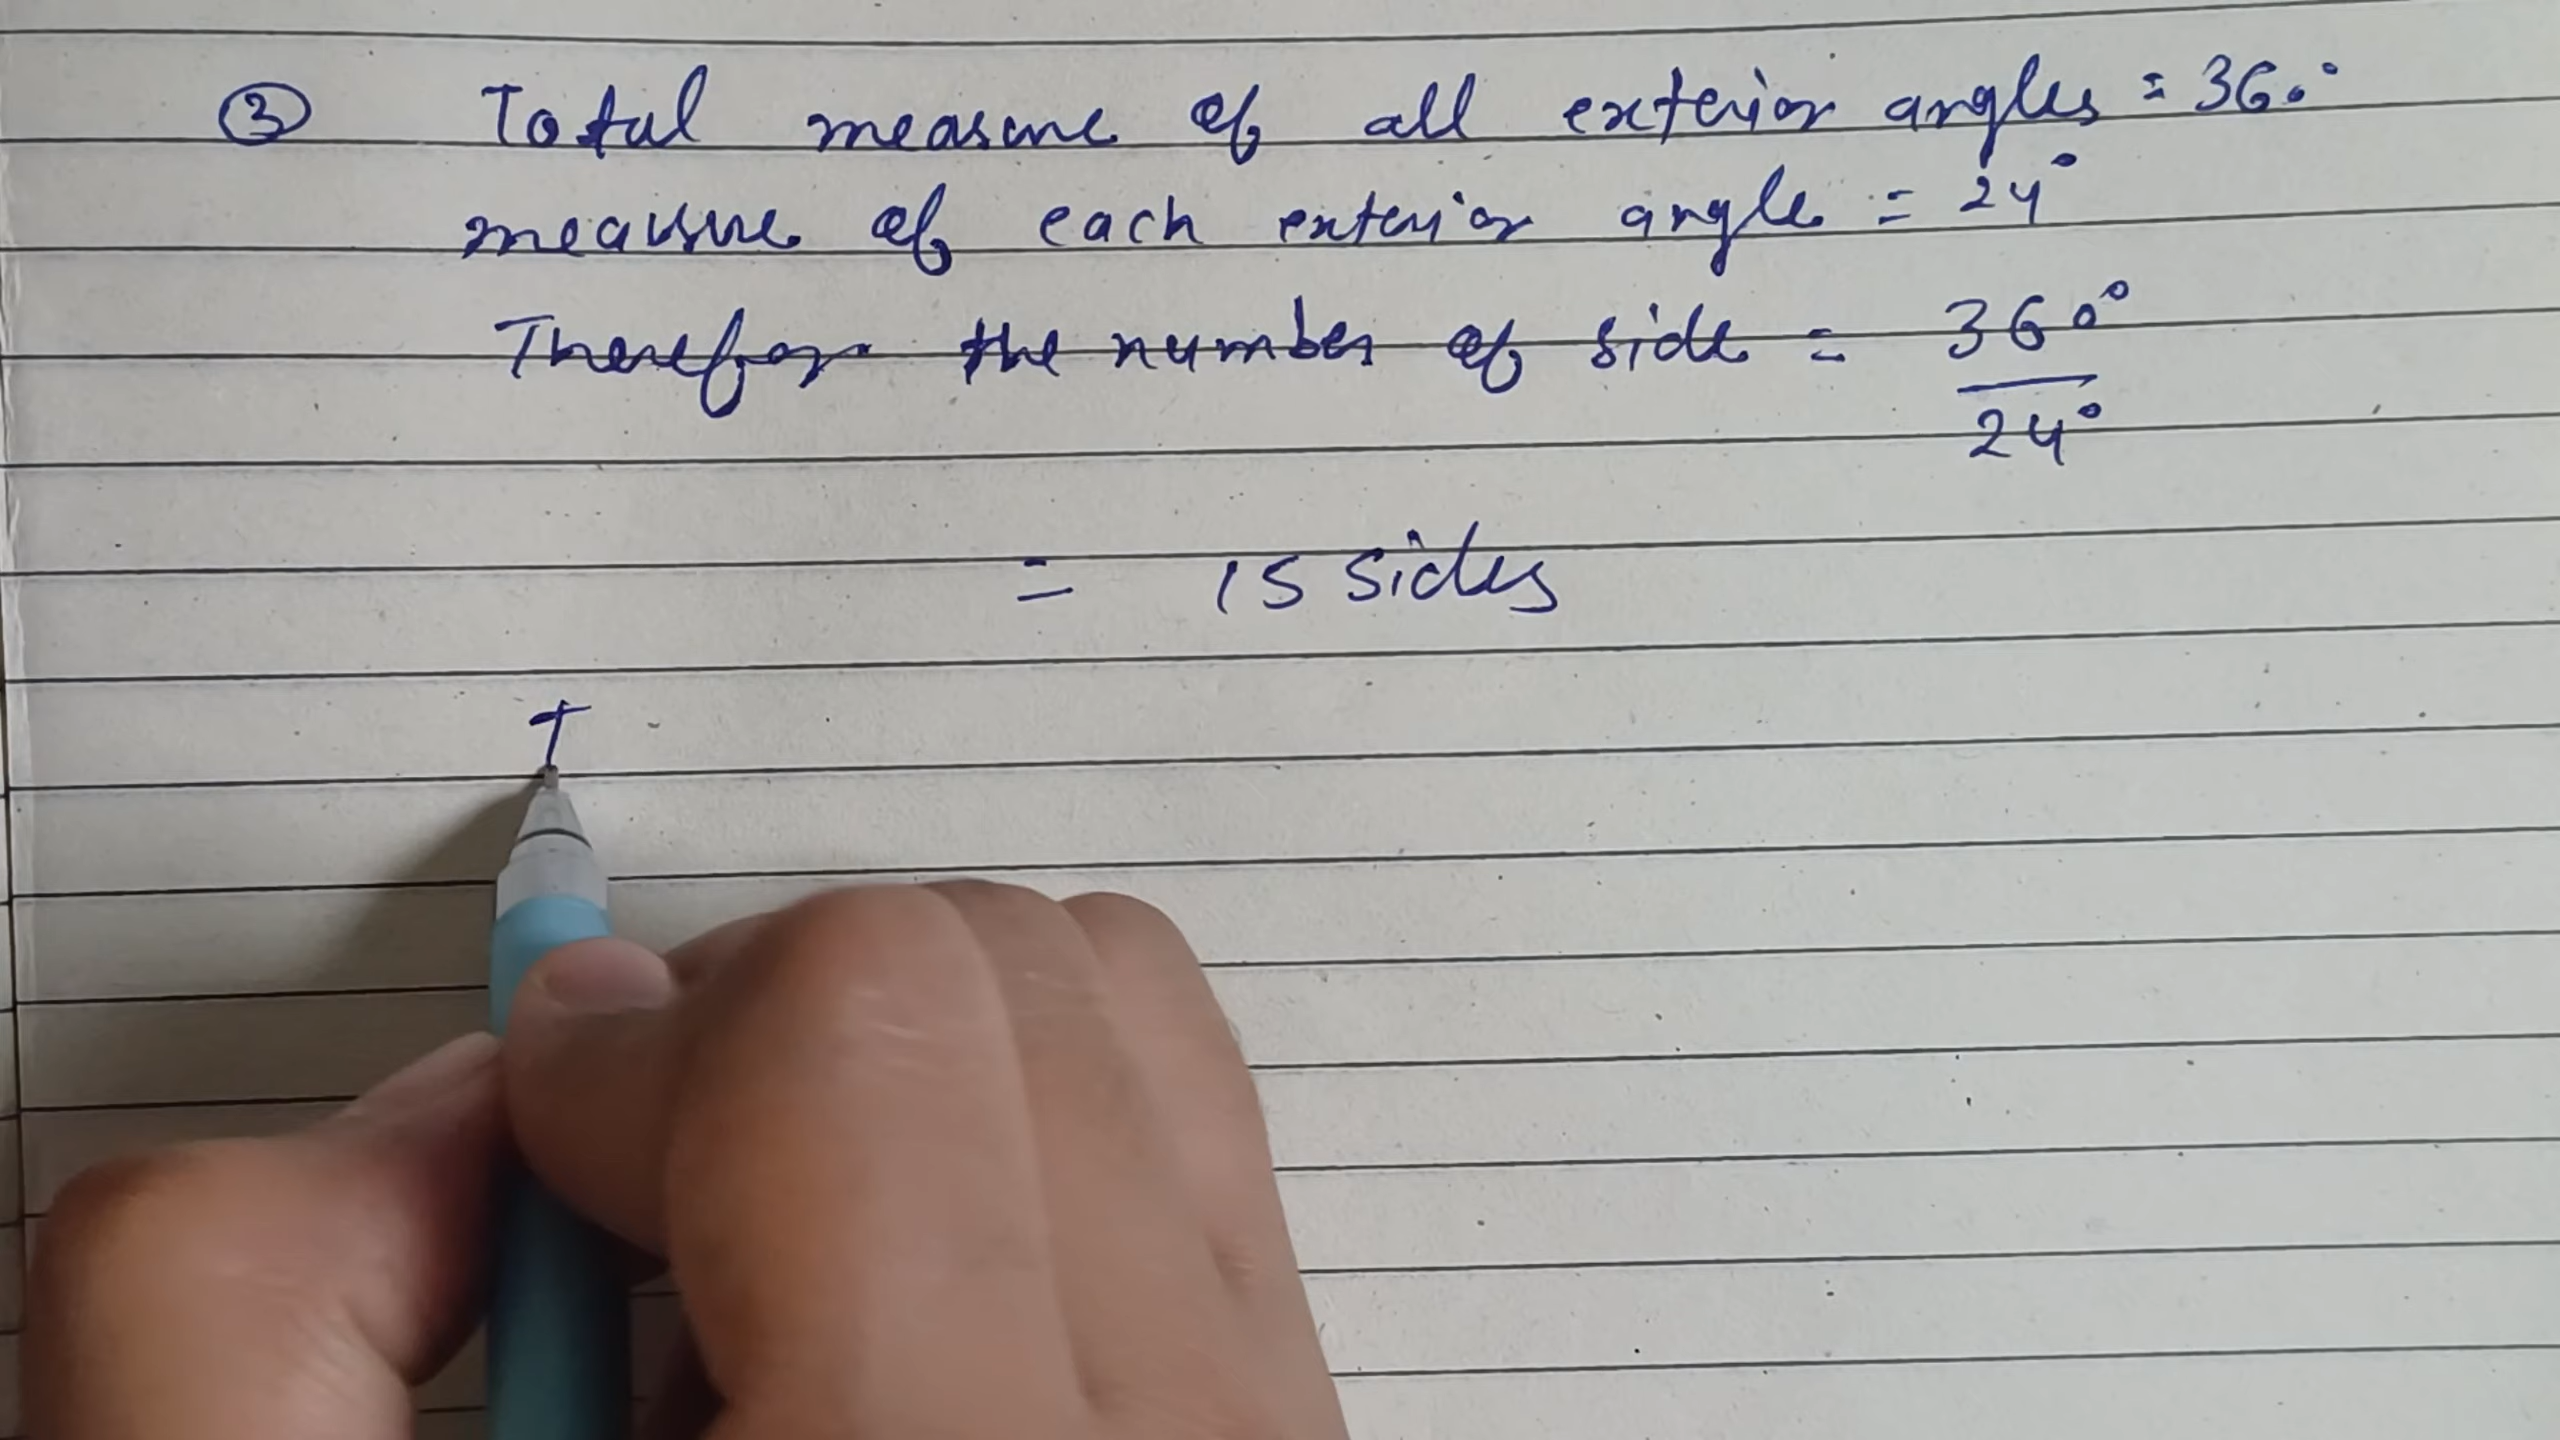 ③ Total measure of all exterior angles = 360°
measure of each exterior angle = 24°
Therefor the number of side = 360°
24°
= 15 sides
T